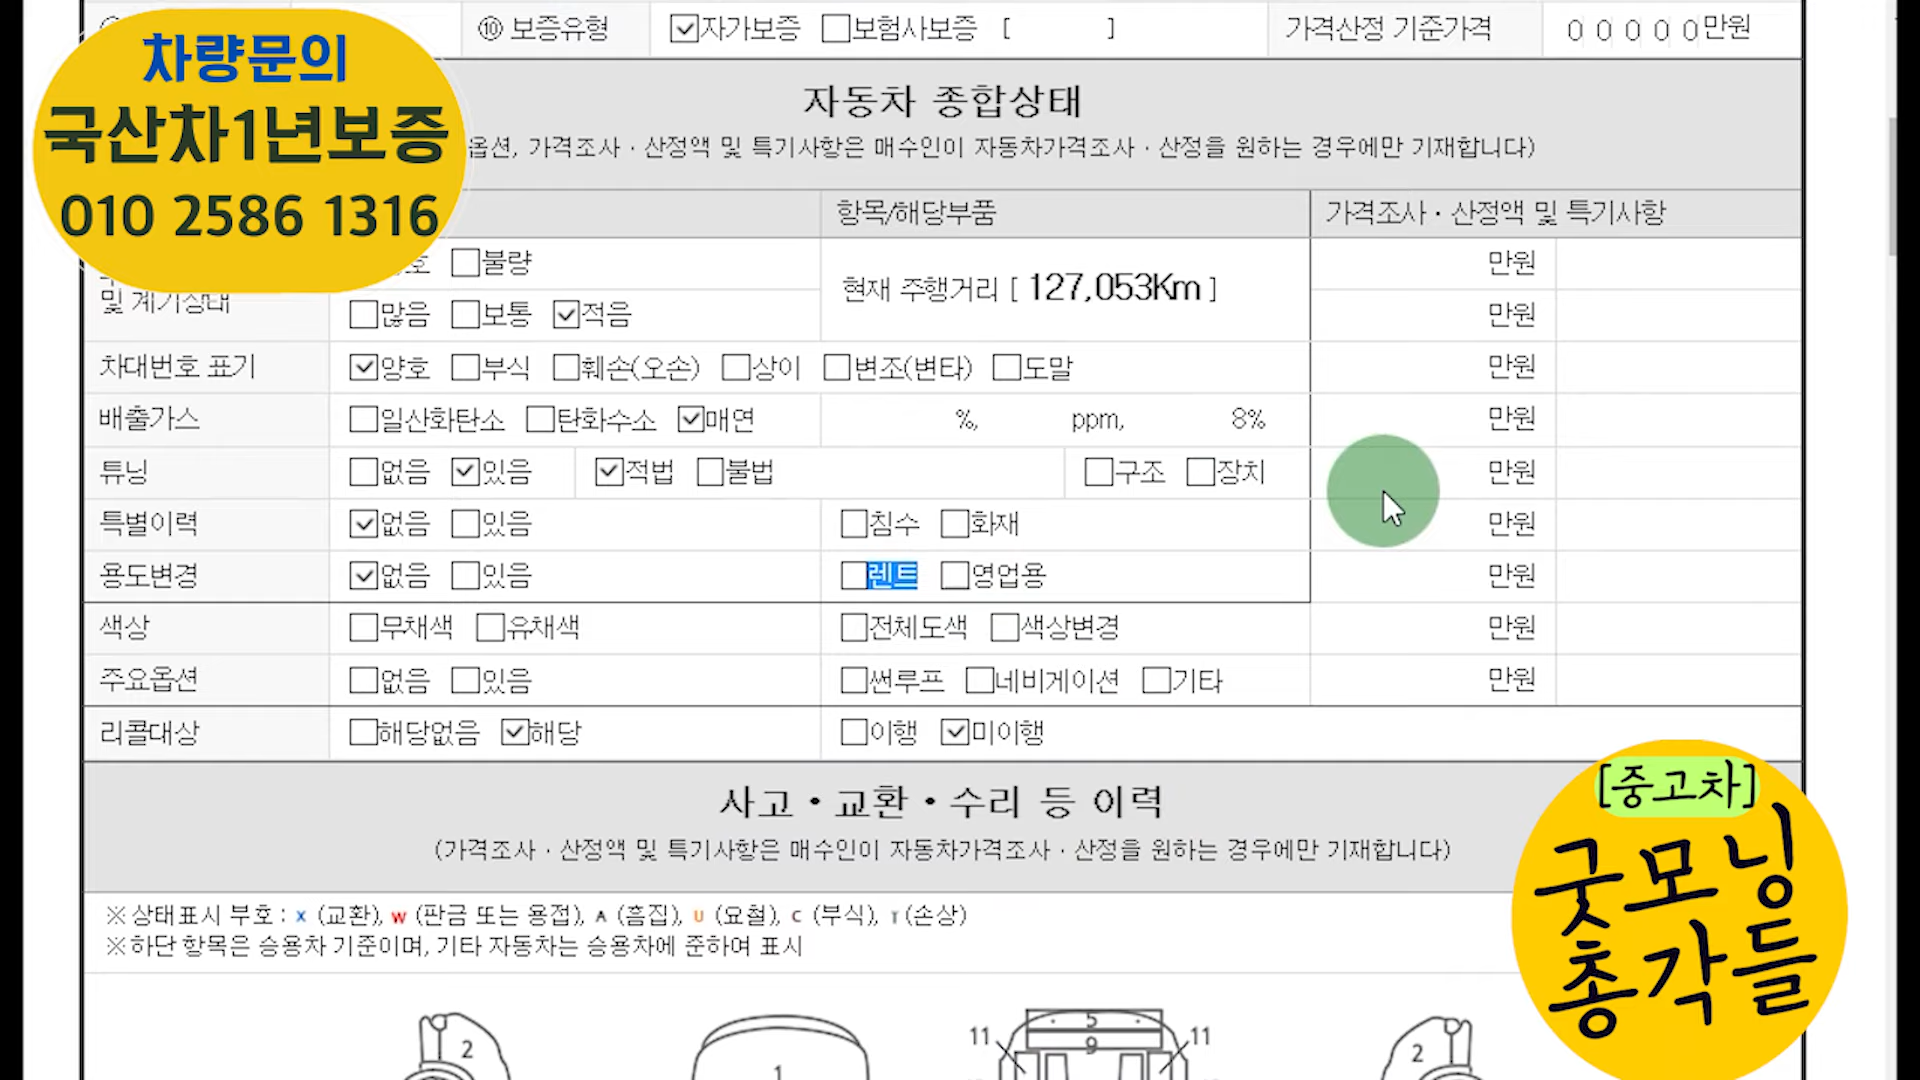 차량문의
국산차1년보증
010 2586 1316
⑩ 보증유형 ☑자가보증 ☐보험사보증 [ ] 가격산정 기준가격 0 0 0 0 0 만원
자동차 종합상태
옵션, 가격조사 · 산정액 및 특기사항은 매수인이 자동차가격조사 · 산정을 원하는 경우에만 기재합니다)
항목/해당부품 가격조사 · 산정액 및 특기사항
호 ☐불량 만원
및 계기상태 ☐많음 ☐보통 ☑적음 현재 주행거리 [ 127,053Km ] 만원
차대번호 표기 ☑양호 ☐부식 ☐훼손(오손) ☐상이 ☐변조(변타) ☐도말 만원
배출가스 ☐일산화탄소 ☐탄화수소 ☑매연 %, ppm, 8% 만원
튜닝 ☐없음 ☑있음 ☑적법 ☐불법 ☐구조 ☐장치 만원
특별이력 ☑없음 ☐있음 ☐침수 ☐화재 만원
용도변경 ☑없음 ☐있음 ☐렌트 ☐영업용 만원
색상 ☐무채색 ☐유채색 ☐전체도색 ☐색상변경 만원
주요옵션 ☐없음 ☐있음 ☐썬루프 ☐네비게이션 ☐기타 만원
리콜대상 ☐해당없음 ☑해당 ☐이행 ☑미이행
사고 · 교환 · 수리 등 이력
(가격조사 · 산정액 및 특기사항은 매수인이 자동차가격조사 · 산정을 원하는 경우에만 기재합니다)
※ 상태표시 부호 : X (교환), W (판금 또는 용접), A (흠집), U (요철), C (부식), T (손상)
※ 하단 항목은 승용차 기준이며, 기타 자동차는 승용차에 준하여 표시
2 1 11 5 9 11 2
[중고차]
굿모닝
총각들